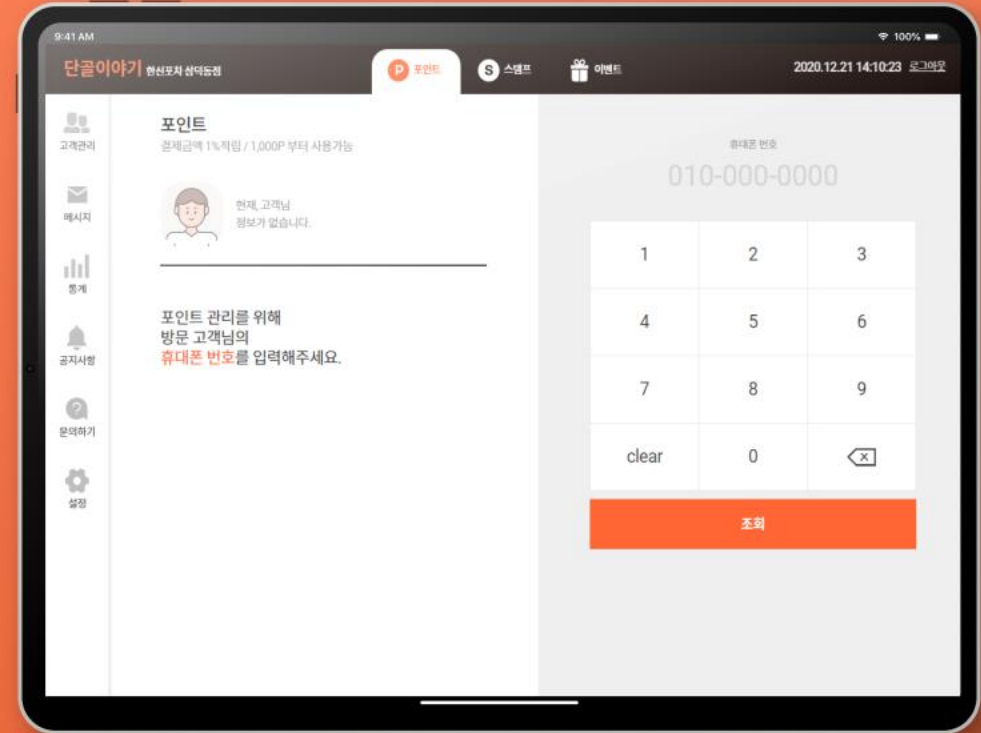 9:41 AM
100%
단골이야기 한신포차 삼덕동점
P 포인트
S 스탬프
이벤트
2020.12.21 14:10:23 로그아웃
고객관리
메시지
통계
공지사항
문의하기
설정
포인트
결제금액 1%적립 / 1,000P 부터 사용가능
현재, 고객님
정보가 없습니다.
포인트 관리를 위해
방문 고객님의
휴대폰 번호를 입력해주세요.
휴대폰 번호
010-000-0000
1 2 3
4 5 6
7 8 9
clear 0
조회